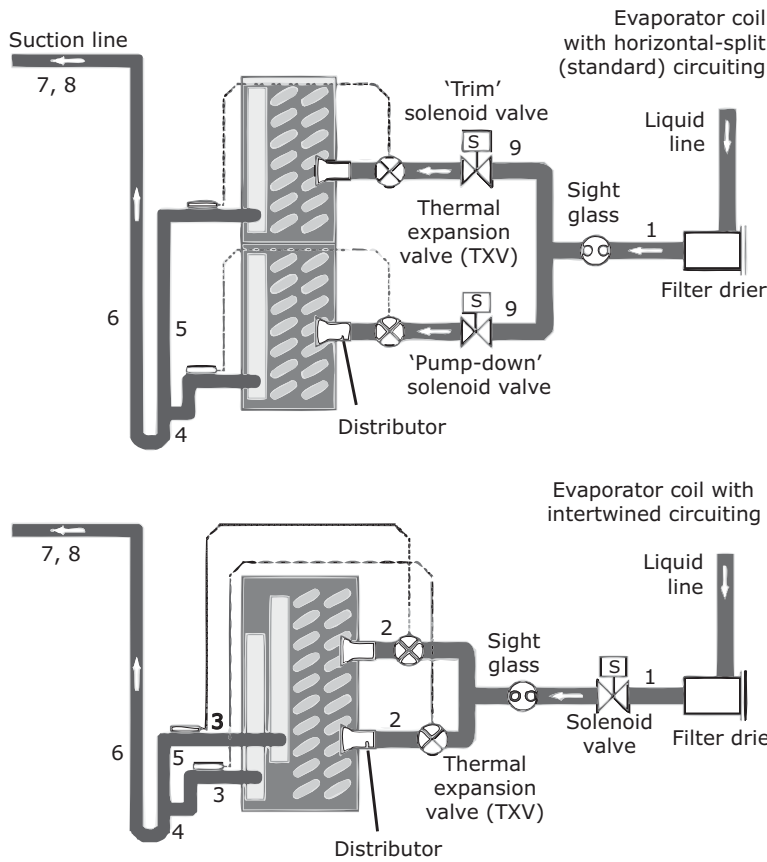 Evaporator coil
with horizontal-split
(standard) circuiting
Suction line
7, 8
‘Trim’
solenoid valve
Liquid
line
S
9
Sight
glass
1
Thermal
expansion
valve (TXV)
Filter drier
6
5
S
9
‘Pump-down’
solenoid valve
4
Distributor
Evaporator coil with
intertwined circuiting
7, 8
Liquid
line
2
Sight
glass
S
1
3
Solenoid
valve
Filter drie
6
5
2
3
Thermal
expansion
valve (TXV)
4
Distributor